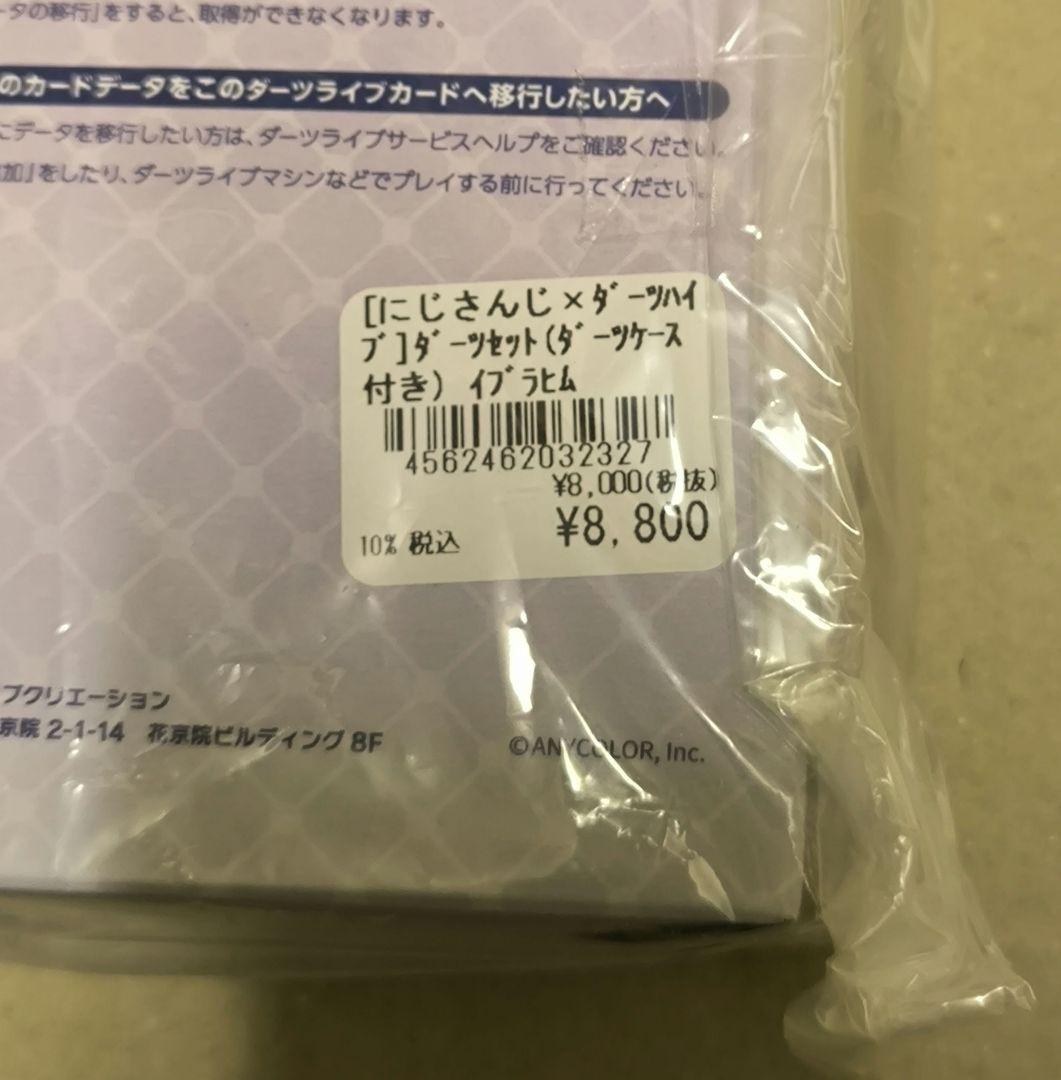 ータの移行」をすると、取得ができなくなります。
のカードデータをこのダーツライブカードへ移行したい方へ
にデータを移行したい方は、ダーツライブサービスヘルプをご確認ください。
追加」をしたり、ダーツライブマシンなどでプレイする前に行ってください。
[にじさんじ×ダーツハイ
ブ]ダーツセット(ダーツケース
付き) イブラヒム
4562462032327
¥8,000(税抜)
10% 税込 ¥8,800
ブクリエーション
京院 2-1-14 花京院ビルディング 8F
©ANYCOLOR, Inc.